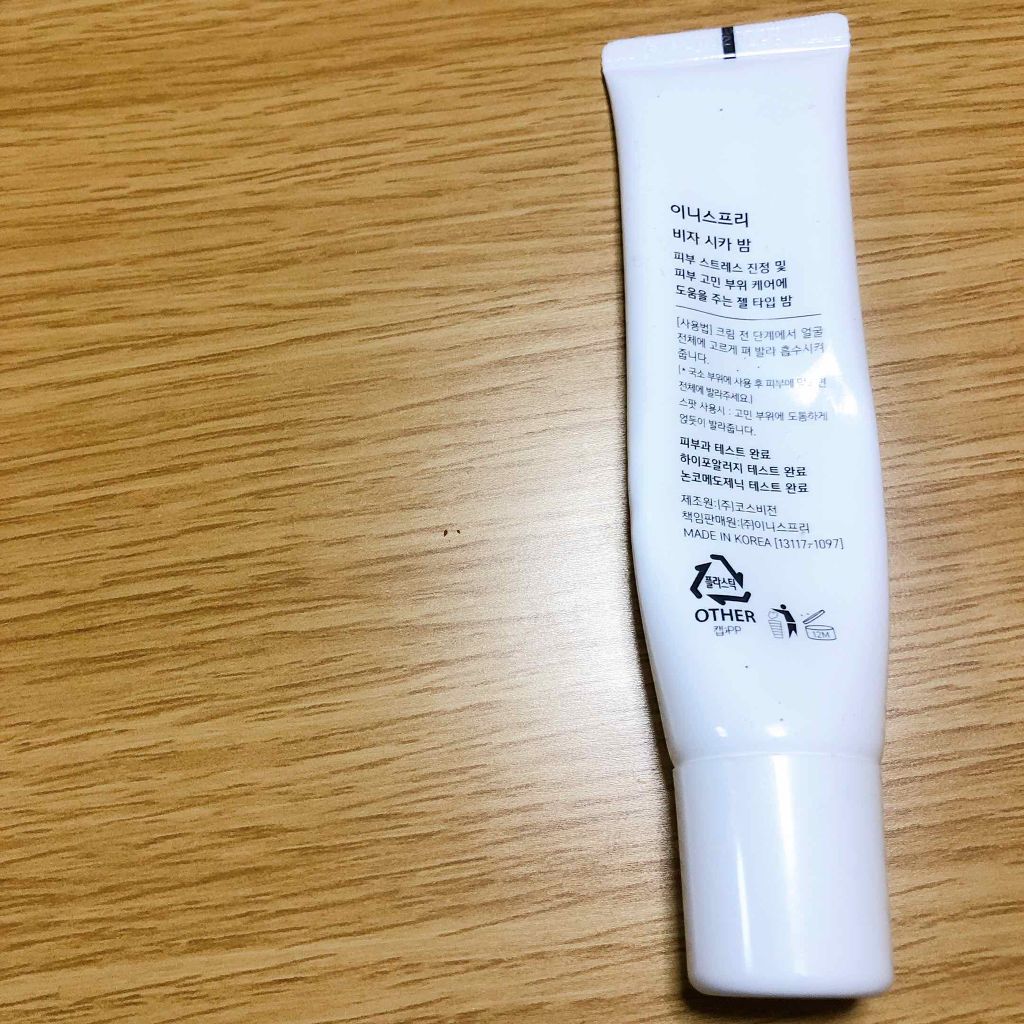 이니스프리
비자 시카 밤
피부 스트레스 진정 및
피부 고민 부위 케어에
도움을 주는 젤 타입 밤
[사용법] 크림 전 단계에서 얼굴
전체에 고르게 펴 발라 흡수시켜
줍니다.
[* 국소 부위에 사용 후 피부에
전체에 발라주세요.]
스팟 사용시 : 고민 부위에 도톰하게
얹듯이 발라줍니다.
피부과 테스트 완료
하이포알러지 테스트 완료
논코메도제닉 테스트 완료
제조원:(주)코스비전
책임판매원:(주)이니스프리
MADE IN KOREA [13117-1097]
플라스틱
OTHER
캡:PP
12M